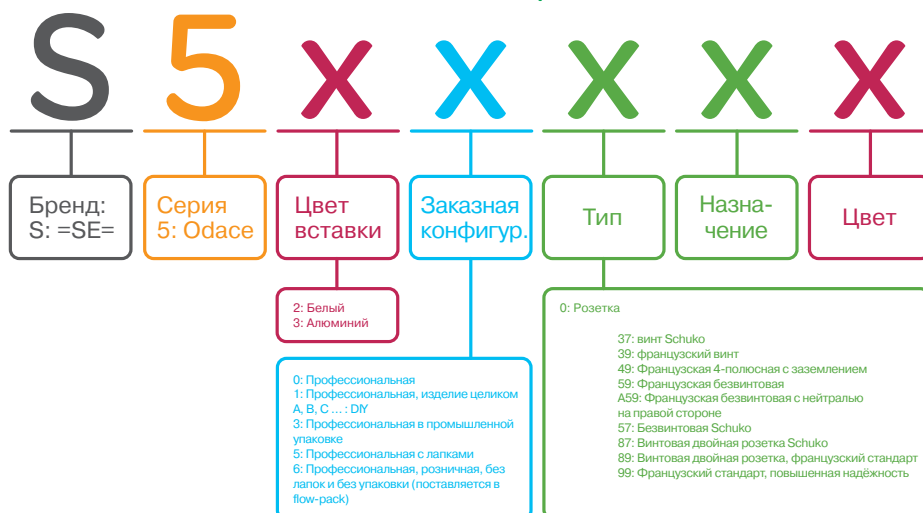 S 5 X X X X X
Бренд:
S: =SE=
Серия
5: Odace
Цвет
вставки
Заказная
конфигур.
Тип
Назна-
чение
Цвет
2: Белый
3: Алюминий
0: Профессиональная
1: Профессиональная, изделие целиком
A, B, C ... : DIY
3: Профессиональная в промышленной
упаковке
5: Профессиональная с лапками
6: Профессиональная, розничная, без
лапок и без упаковки (поставляется в
flow-pack)
0: Розетка
37: винт Schuko
39: французский винт
49: Французская 4-полюсная с заземлением
59: Французская безвинтовая
A59: Французская безвинтовая с нейтралью
на правой стороне
57: Безвинтовая Schuko
87: Винтовая двойная розетка Schuko
89: Винтовая двойная розетка, французский стандарт
99: Французский стандарт, повышенная надёжность